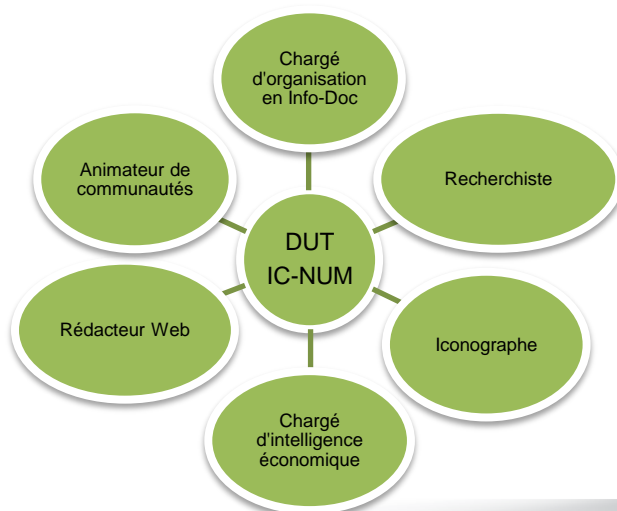 Chargé
d'organisation
en Info-Doc
Animateur de
communautés
Recherchiste
DUT
IC-NUM
Rédacteur Web
Iconographe
Chargé
d'intelligence
économique